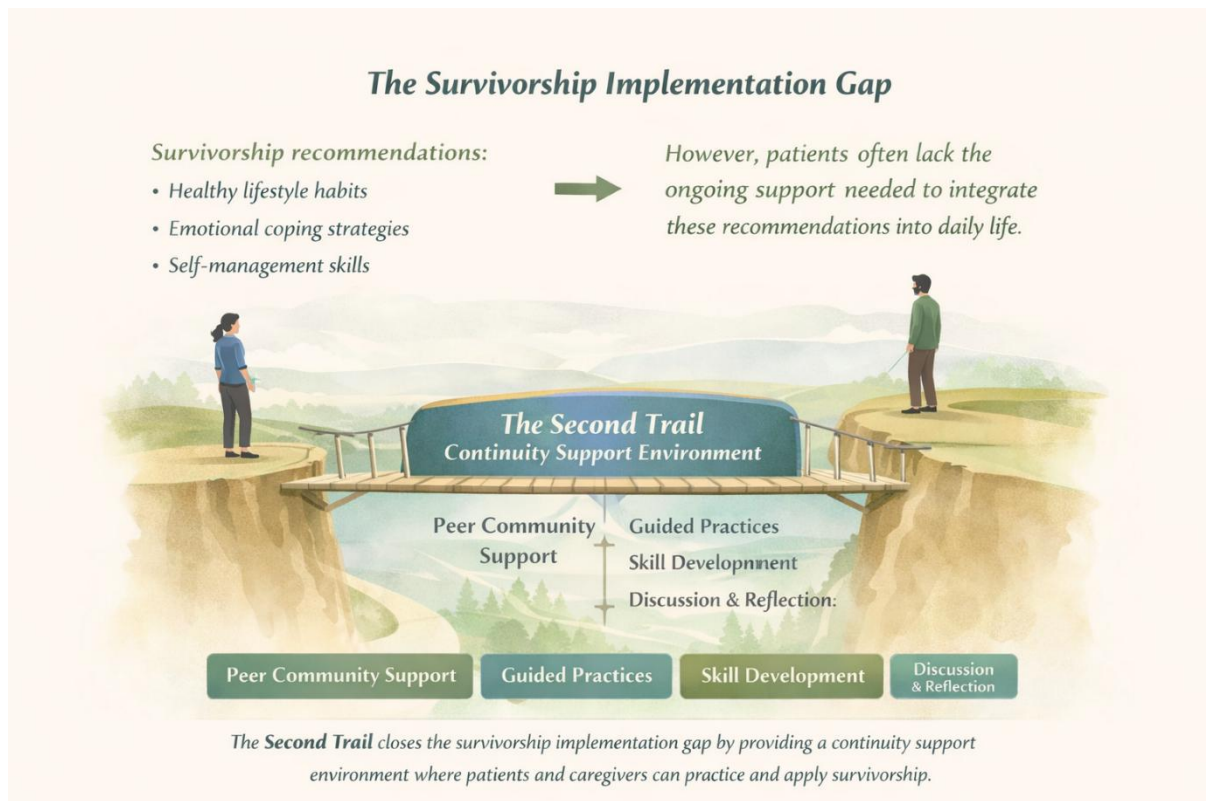 The Survivorship Implementation Gap
Survivorship recommendations:
• Healthy lifestyle habits
• Emotional coping strategies
• Self-management skills
However, patients often lack the
ongoing support needed to integrate
these recommendations into daily life.
The Second Trail
Continuity Support Environment
Peer Community
Support
Guided Practices
Skill Developnment
Discussion & Reflection:
Peer Community Support
Guided Practices
Skill Development
Discussion
& Reflection
The Second Trail closes the survivorship implementation gap by providing a continuity support
environment where patients and caregivers can practice and apply survivorship.